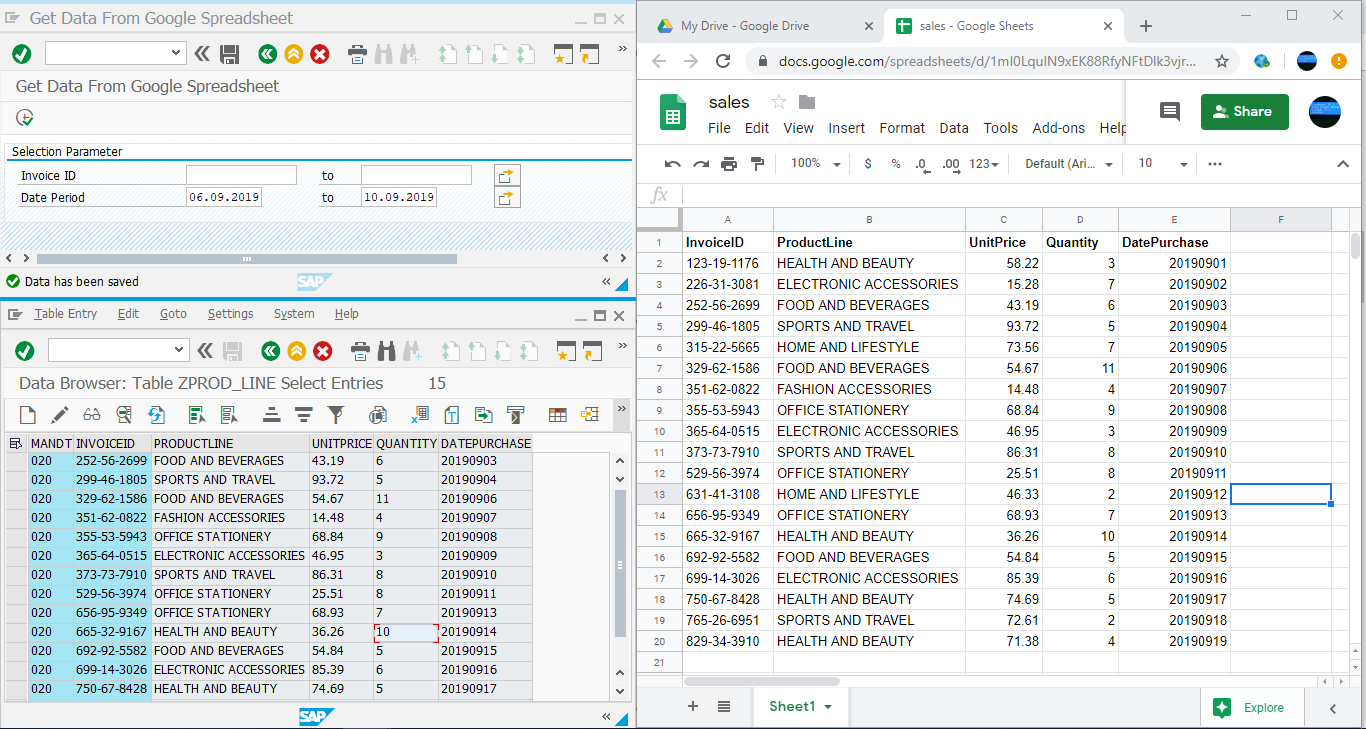 Get Data From Google Spreadsheet
Get Data From Google Spreadsheet
Selection Parameter
Invoice ID to
Date Period 06.09.2019 to 10.09.2019
Data has been saved
SAP
Table Entry Edit Goto Settings System Help
Data Browser: Table ZPROD_LINE Select Entries 15
MANDT INVOICEID PRODUCTLINE UNITPRICE QUANTITY DATEPURCHASE
020 252-56-2699 FOOD AND BEVERAGES 43.19 6 20190903
020 299-46-1805 SPORTS AND TRAVEL 93.72 5 20190904
020 329-62-1586 FOOD AND BEVERAGES 54.67 11 20190906
020 351-62-0822 FASHION ACCESSORIES 14.48 4 20190907
020 355-53-5943 OFFICE STATIONERY 68.84 9 20190908
020 365-64-0515 ELECTRONIC ACCESSORIES 46.95 3 20190909
020 373-73-7910 SPORTS AND TRAVEL 86.31 8 20190910
020 529-56-3974 OFFICE STATIONERY 25.51 8 20190911
020 656-95-9349 OFFICE STATIONERY 68.93 7 20190913
020 665-32-9167 HEALTH AND BEAUTY 36.26 10 20190914
020 692-92-5582 FOOD AND BEVERAGES 54.84 5 20190915
020 699-14-3026 ELECTRONIC ACCESSORIES 85.39 6 20190916
020 750-67-8428 HEALTH AND BEAUTY 74.69 5 20190917
SAP
My Drive - Google Drive
sales - Google Sheets
docs.google.com/spreadsheets/d/1ml0LquIN9xEK88RfyNFtDlk3vjr...
sales
Share
File Edit View Insert Format Data Tools Add-ons Help
100% $ % .0 .00 123 Default (Ari... 10
fx
A B C D E F
1 InvoiceID ProductLine UnitPrice Quantity DatePurchase
2 123-19-1176 HEALTH AND BEAUTY 58.22 3 20190901
3 226-31-3081 ELECTRONIC ACCESSORIES 15.28 7 20190902
4 252-56-2699 FOOD AND BEVERAGES 43.19 6 20190903
5 299-46-1805 SPORTS AND TRAVEL 93.72 5 20190904
6 315-22-5665 HOME AND LIFESTYLE 73.56 7 20190905
7 329-62-1586 FOOD AND BEVERAGES 54.67 11 20190906
8 351-62-0822 FASHION ACCESSORIES 14.48 4 20190907
9 355-53-5943 OFFICE STATIONERY 68.84 9 20190908
10 365-64-0515 ELECTRONIC ACCESSORIES 46.95 3 20190909
11 373-73-7910 SPORTS AND TRAVEL 86.31 8 20190910
12 529-56-3974 OFFICE STATIONERY 25.51 8 20190911
13 631-41-3108 HOME AND LIFESTYLE 46.33 2 20190912
14 656-95-9349 OFFICE STATIONERY 68.93 7 20190913
15 665-32-9167 HEALTH AND BEAUTY 36.26 10 20190914
16 692-92-5582 FOOD AND BEVERAGES 54.84 5 20190915
17 699-14-3026 ELECTRONIC ACCESSORIES 85.39 6 20190916
18 750-67-8428 HEALTH AND BEAUTY 74.69 5 20190917
19 765-26-6951 SPORTS AND TRAVEL 72.61 2 20190918
20 829-34-3910 HEALTH AND BEAUTY 71.38 4 20190919
21
Sheet1
Explore